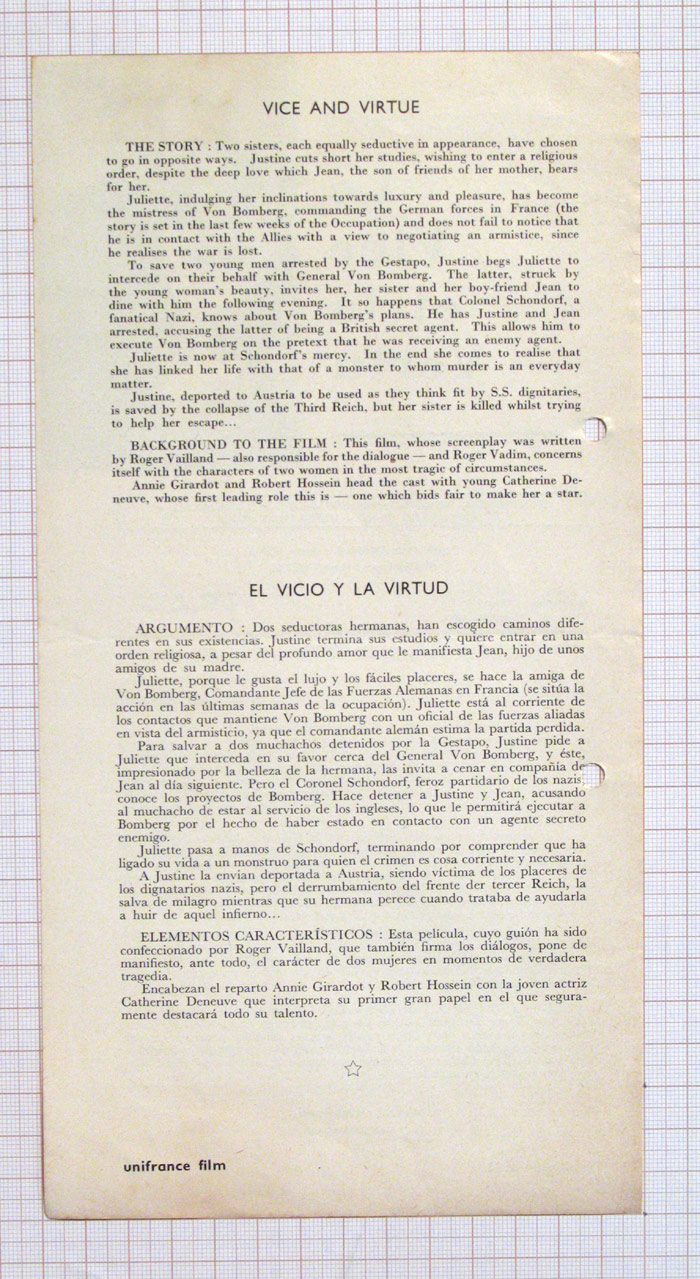 VICE AND VIRTUE
THE STORY : Two sisters, each equally seductive in appearance, have chosen
to go in opposite ways. Justine cuts short her studies, wishing to enter a religious
order, despite the deep love which Jean, the son of friends of her mother, bears
for her.
Juliette, indulging her inclinations towards luxury and pleasure, has become
the mistress of Von Bomberg, commanding the German forces in France (the
story is set in the last few weeks of the Occupation) and does not fail to notice that
he is in contact with the Allies with a view to negotiating an armistice, since
he realises the war is lost.
To save two young men arrested by the Gestapo, Justine begs Juliette to
intercede on their behalf with General Von Bomberg. The latter, struck by
the young woman's beauty, invites her, her sister and her boy-friend Jean to
dine with him the following evening. It so happens that Colonel Schondorf, a
fanatical Nazi, knows about Von Bomberg's plans. He has Justine and Jean
arrested, accusing the latter of being a British secret agent. This allows him to
execute Von Bomberg on the pretext that he was receiving an enemy agent.
Juliette is now at Schondorf's mercy. In the end she comes to realise that
she has linked her life with that of a monster to whom murder is an everyday
matter.
Justine, deported to Austria to be used as they think fit by S.S. dignitaries,
is saved by the collapse of the Third Reich, but her sister is killed whilst trying
to help her escape...
BACKGROUND TO THE FILM : This film, whose screenplay was written
by Roger Vailland — also responsible for the dialogue — and Roger Vadim, concerns
itself with the characters of two women in the most tragic of circumstances.
Annie Girardot and Robert Hossein head the cast with young Catherine De-
neuve, whose first leading role this is — one which bids fair to make her a star.
EL VICIO Y LA VIRTUD
ARGUMENTO : Dos seductoras hermanas, han escogido caminos dife-
rentes en sus existencias. Justine termina sus estudios y quiere entrar en una
orden religiosa, a pesar del profundo amor que le manifiesta Jean, hijo de unos
amigos de su madre.
Juliette, porque le gusta el lujo y los fáciles placeres, se hace la amiga de
Von Bomberg, Comandante Jefe de las Fuerzas Alemanas en Francia (se sitúa la
acción en las últimas semanas de la ocupación). Juliette está al corriente de
los contactos que mantiene Von Bomberg con un oficial de las fuerzas aliadas
en vista del armisticio, ya que el comandante alemán estima la partida perdida.
Para salvar a dos muchachos detenidos por la Gestapo, Justine pide a
Juliette que interceda en su favor cerca del General Von Bomberg, y éste,
impresionado por la belleza de la hermana, las invita a cenar en compañía de
Jean al día siguiente. Pero el Coronel Schondorf, feroz partidario de los nazis,
conoce los proyectos de Bomberg. Hace detener a Justine y Jean, acusando
al muchacho de estar al servicio de los ingleses, lo que le permitirá ejecutar a
Bomberg por el hecho de haber estado en contacto con un agente secreto
enemigo.
Juliette pasa a manos de Schondorf, terminando por comprender que ha
ligado su vida a un monstruo para quien el crimen es cosa corriente y necesaria.
A Justine la envían deportada a Austria, siendo víctima de los placeres de
los dignatarios nazis, pero el derrumbamiento del frente der tercer Reich, la
salva de milagro mientras que su hermana perece cuando trataba de ayudarla
a huir de aquel infierno...
ELEMENTOS CARACTERÍSTICOS : Esta película, cuyo guión ha sido
confeccionado por Roger Vailland, que también firma los diálogos, pone de
manifiesto, ante todo, el carácter de dos mujeres en momentos de verdadera
tragedia.
Encabezan el reparto Annie Girardot y Robert Hossein con la joven actriz
Catherine Deneuve que interpreta su primer gran papel en el que segura-
mente destacará todo su talento.
unifrance film